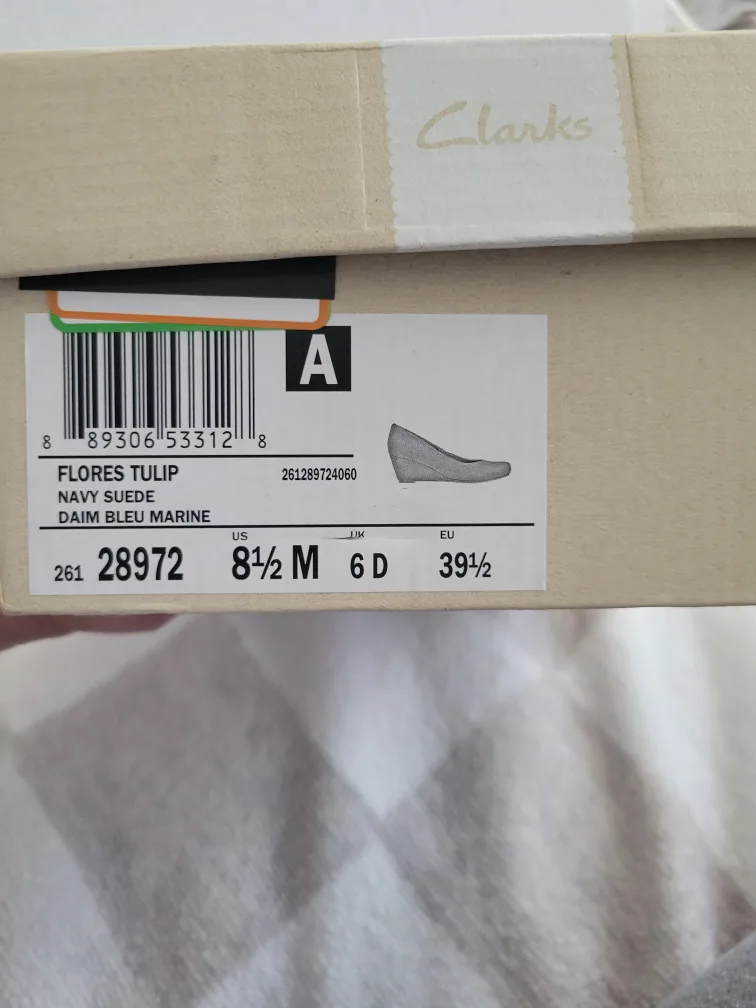 Clarks
A
8 89306 53312 8
FLORES TULIP 261289724060
NAVY SUEDE
DAIM BLEU MARINE
US UK EU
261 28972 8½ M 6 D 39½